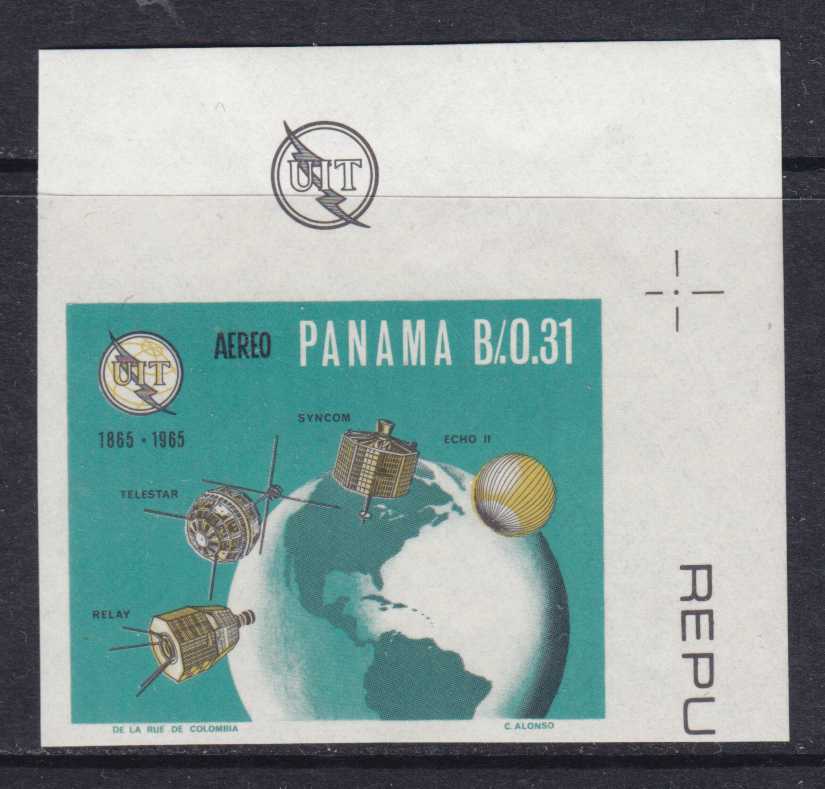 UIT
UIT
AEREO PANAMA B/.0.31
1865 • 1965
SYNCOM
ECHO II
TELESTAR
RELAY
DE LA RUE DE COLOMBIA
C. ALONSO
REPU